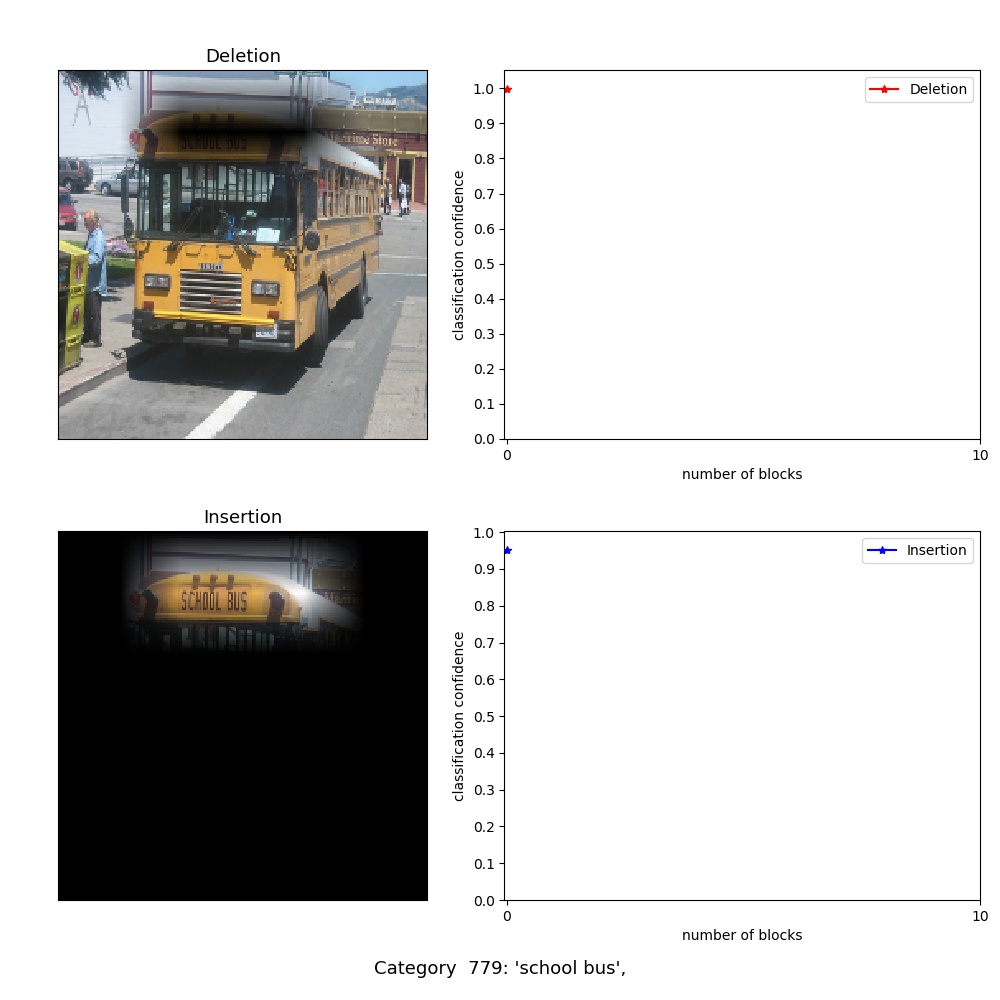 Deletion
SCHOOL BUS
1.0
0.9
0.8
0.7
0.6
0.5
0.4
0.3
0.2
0.1
0.0
0
10
classification confidence
number of blocks
Deletion
Insertion
SCHOOL BUS
1.0
0.9
0.8
0.7
0.6
0.5
0.4
0.3
0.2
0.1
0.0
0
10
classification confidence
number of blocks
Insertion
Category 779: 'school bus',